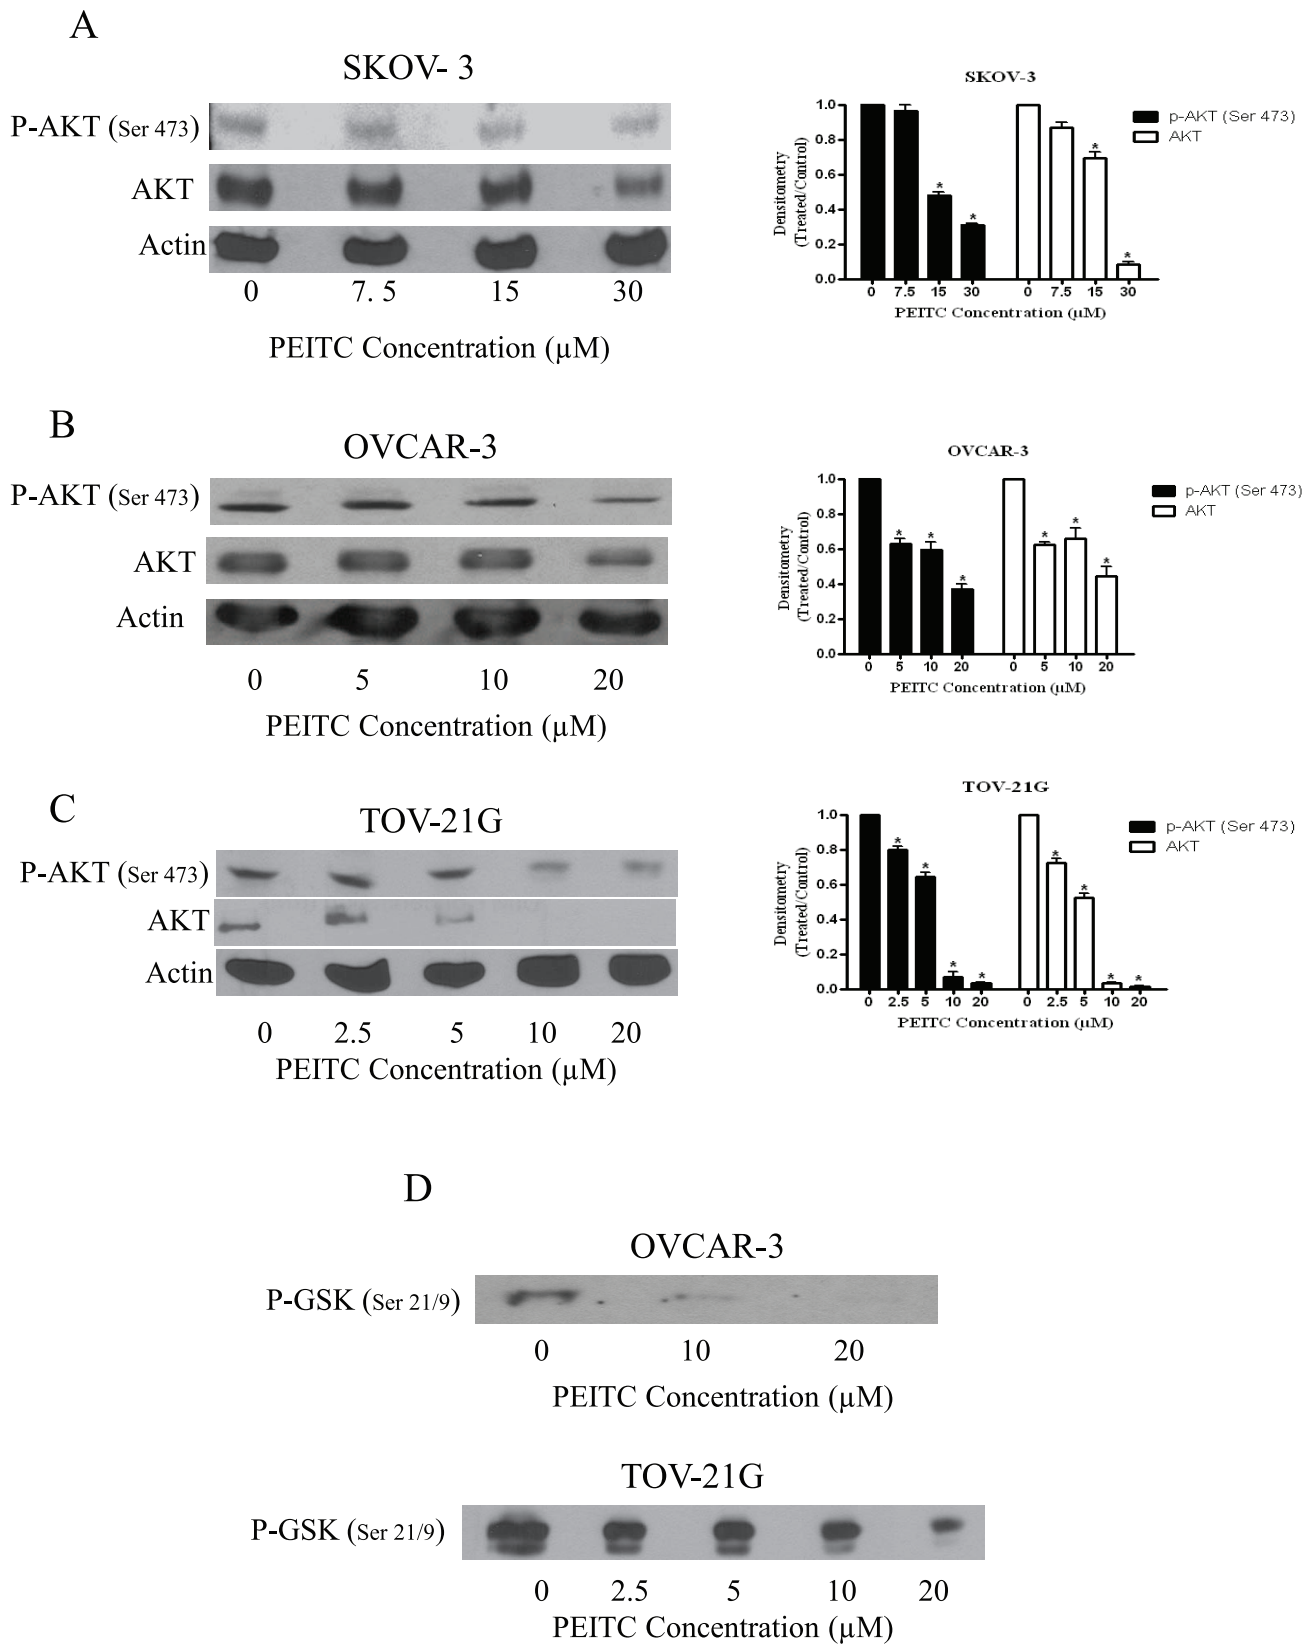 A
SKOV- 3
P-AKT (Ser 473)
AKT
Actin
0 7. 5 15 30
PEITC Concentration (µM)
SKOV-3
Densitometry
(Treated/Control)
1.0
0.8
0.6
0.4
0.2
0.0
* * * *
0 7.5 15 30 0 7.5 15 30
PEITC Concentration (µM)
p-AKT (Ser 473)
AKT
B
OVCAR-3
P-AKT (Ser 473)
AKT
Actin
0 5 10 20
PEITC Concentration (µM)
OVCAR-3
Densitometry
(Treated/Control)
1.0
0.8
0.6
0.4
0.2
0.0
* * * * * *
0 5 10 20 0 5 10 20
PEITC Concentration (µM)
p-AKT (Ser 473)
AKT
C
TOV-21G
P-AKT (Ser 473)
AKT
Actin
0 2.5 5 10 20
PEITC Concentration (µM)
TOV-21G
Densitometry
(Treated/Control)
1.0
0.8
0.6
0.4
0.2
0.0
* * * * * * * *
0 2.5 5 10 20 0 2.5 5 10 20
PEITC Concentration (µM)
p-AKT (Ser 473)
AKT
D
OVCAR-3
P-GSK (Ser 21/9)
0 10 20
PEITC Concentration (µM)
TOV-21G
P-GSK (Ser 21/9)
0 2.5 5 10 20
PEITC Concentration (µM)